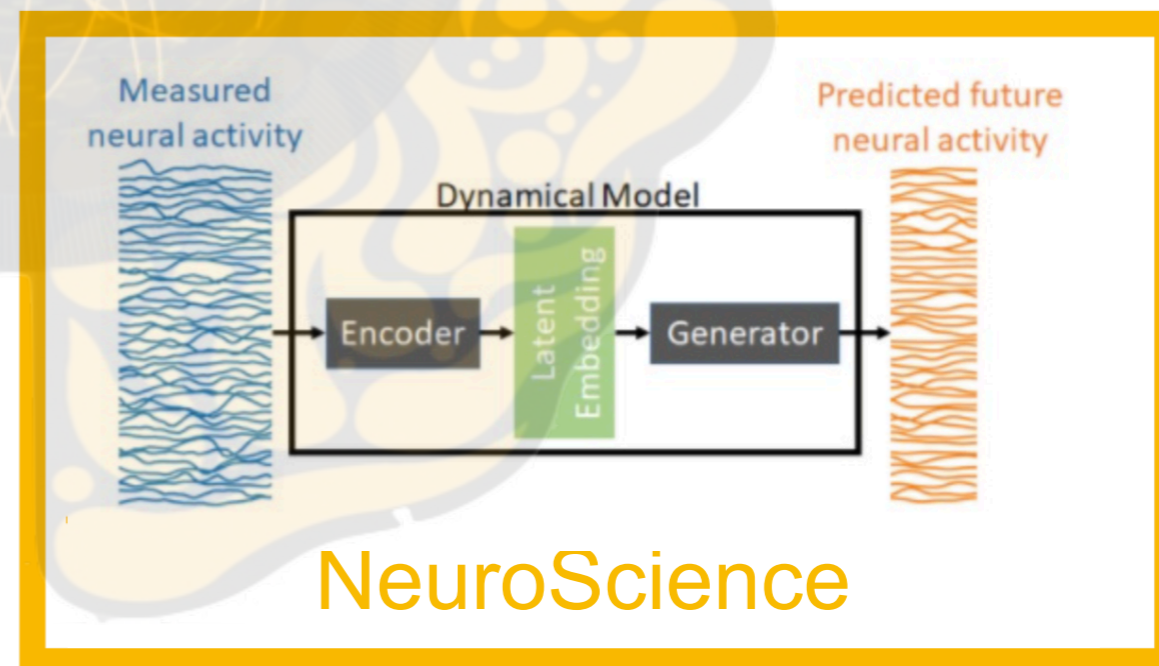 Measured
neural activity
Predicted future
neural activity
Dynamical Model
Encoder
Latent
Embedding
Generator
NeuroScience